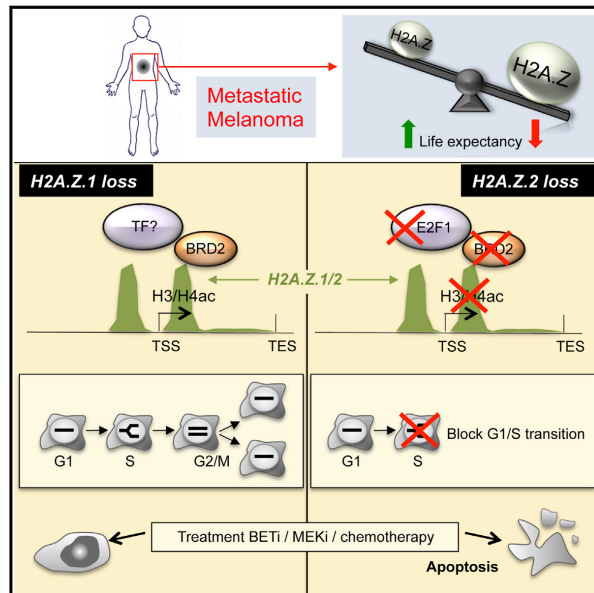 H2A.Z
H2A.Z
Metastatic
Melanoma
Life expectancy
H2A.Z.1 loss
H2A.Z.2 loss
TF?
BRD2
E2F1
BRD2
H2A.Z.1/2
H3/H4ac
H3/H4ac
TSS
TES
TSS
TES
G1
S
G2/M
G1
S
Block G1/S transition
Treatment BETi / MEKi / chemotherapy
Apoptosis